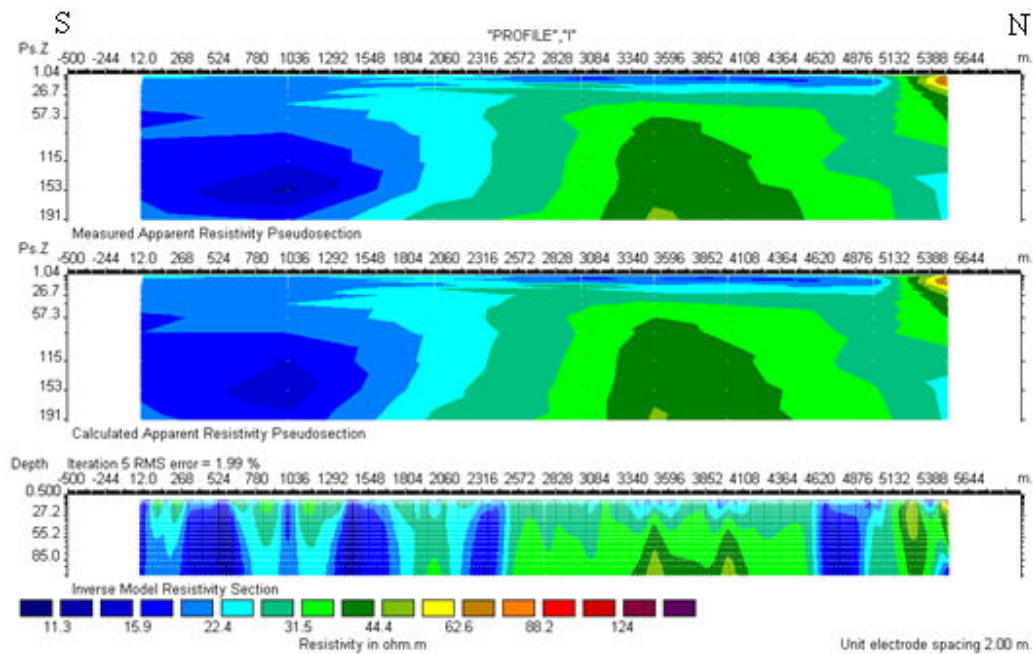 S N
"PROFILE","I"
Ps.Z -500 -244 12.0 268 524 780 1036 1292 1548 1804 2060 2316 2572 2828 3084 3340 3596 3852 4108 4364 4620 4876 5132 5388 5644 m.
1.04
26.7
57.3
115
153
191
Measured Apparent Resistivity Pseudosection
Ps.Z -500 -244 12.0 268 524 780 1036 1292 1548 1804 2060 2316 2572 2828 3084 3340 3596 3852 4108 4364 4620 4876 5132 5388 5644 m.
1.04
26.7
57.3
115
153
191
Calculated Apparent Resistivity Pseudosection
Depth Iteration 5 RMS error = 1.99 %
-500 -244 12.0 268 524 780 1036 1292 1548 1804 2060 2316 2572 2828 3084 3340 3596 3852 4108 4364 4620 4876 5132 5388 5644 m.
0.500
27.2
55.2
85.0
Inverse Model Resistivity Section
11.3 15.9 22.4 31.5 44.4 62.6 88.2 124
Resistivity in ohm.m Unit electrode spacing 2.00 m.